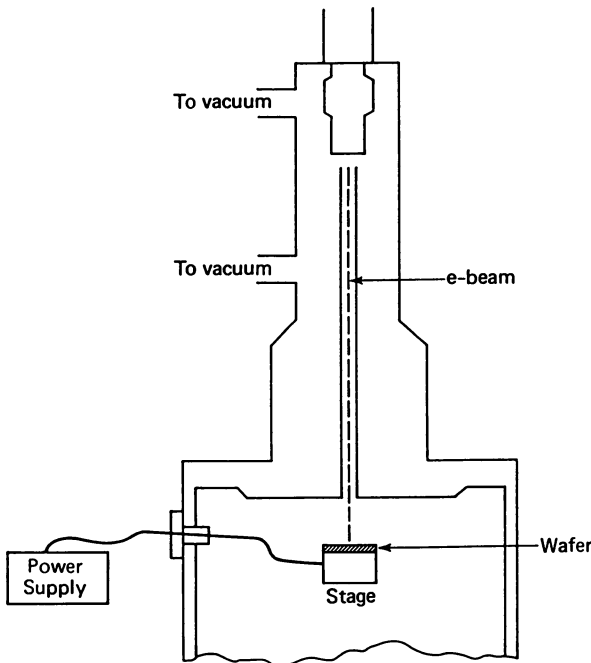 To vacuum
To vacuum
e-beam
Wafer
Power
Supply
Stage